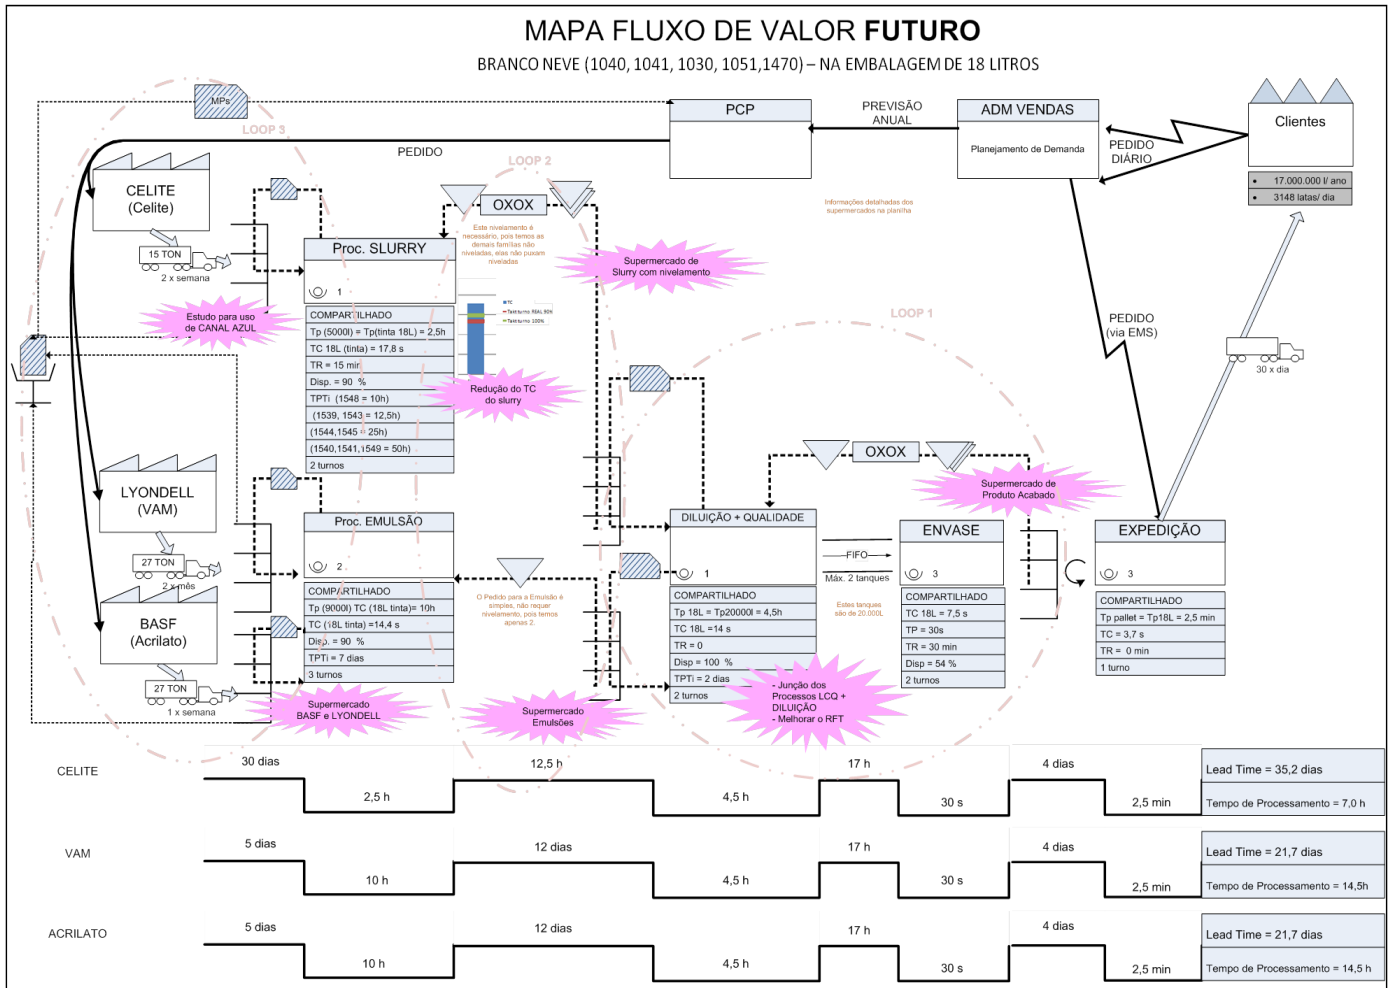 MAPA FLUXO DE VALOR FUTURO
BRANCO NEVE (1040, 1041, 1030, 1051,1470) – NA EMBALAGEM DE 18 LITROS
MPs
LOOP 3
PEDIDO
PCP
PREVISÃO
ANUAL
ADM VENDAS
Planejamento de Demanda
PEDIDO
DIÁRIO
Clientes
• 17.000.000 l/ ano
• 3148 latas/ dia
Informações detalhadas dos
supermercados na planilha
CELITE
(Celite)
15 TON
2 x semana
Estudo para uso
de CANAL AZUL
LOOP 2
OXOX
Este nivelamento é
necessário, pois temos as
demais famílias não
niveladas, elas não puxam
niveladas
Supermercado de
Slurry com nivelamento
Proc. SLURRY
1
COMPARTILHADO
Tp (5000l) = Tp(tinta 18L) = 2,5h
TC 18L (tinta) = 17,8 s
TR = 15 min
Disp. = 90 %
TPTi (1548 = 10h)
(1539, 1543 = 12,5h)
(1544,1545 = 25h)
(1540,1541,1549 = 50h)
2 turnos
TC
Takt turno REAL 90%
Takt turno 100%
Redução do TC
do slurry
LOOP 1
PEDIDO
(via EMS)
30 x dia
LYONDELL
(VAM)
27 TON
2 x mês
BASF
(Acrilato)
27 TON
1 x semana
Proc. EMULSÃO
2
COMPARTILHADO
Tp (9000l) TC (18L tinta)= 10h
TC (18L tinta) =14,4 s
Disp. = 90 %
TPTi = 7 dias
3 turnos
Supermercado
BASF e LYONDELL
O Pedido para a Emulsão é
simples, não requer
nivelamento, pois temos
apenas 2.
Supermercado
Emulsões
OXOX
Supermercado de
Produto Acabado
DILUIÇÃO + QUALIDADE
1
COMPARTILHADO
Tp 18L = Tp20000l = 4,5h
TC 18L =14 s
TR = 0
Disp = 100 %
TPTi = 2 dias
2 turnos
- Junção dos
Processos LCQ +
DILUIÇÃO
- Melhorar o RFT
FIFO
Máx. 2 tanques
Estes tanques
são de 20.000L
ENVASE
3
COMPARTILHADO
TC 18L = 7,5 s
TP = 30s
TR = 30 min
Disp = 54 %
2 turnos
EXPEDIÇÃO
3
COMPARTILHADO
Tp pallet = Tp18L = 2,5 min
TC = 3,7 s
TR = 0 min
1 turno
CELITE
30 dias
2,5 h
12,5 h
4,5 h
17 h
30 s
4 dias
2,5 min
Lead Time = 35,2 dias
Tempo de Processamento = 7,0 h
VAM
5 dias
10 h
12 dias
4,5 h
17 h
30 s
4 dias
2,5 min
Lead Time = 21,7 dias
Tempo de Processamento = 14,5h
ACRILATO
5 dias
10 h
12 dias
4,5 h
17 h
30 s
4 dias
2,5 min
Lead Time = 21,7 dias
Tempo de Processamento = 14,5 h